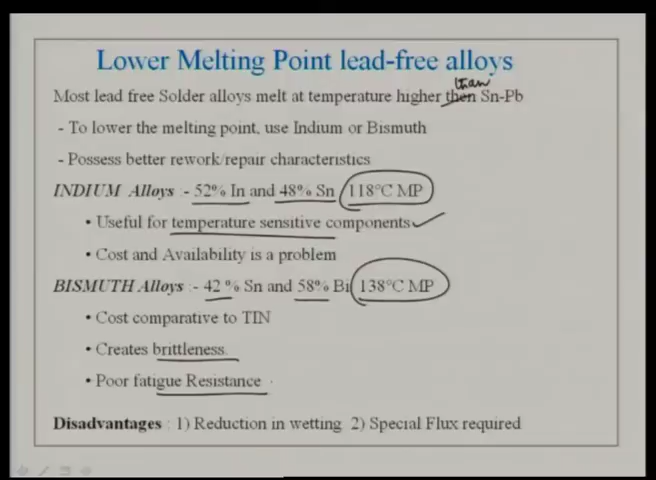 Lower Melting Point lead-free alloys
than
Most lead free Solder alloys melt at temperature higher then Sn-Pb
- To lower the melting point, use Indium or Bismuth
- Possess better rework/repair characteristics
INDIUM Alloys :- 52% In and 48% Sn 118°C MP
• Useful for temperature sensitive components
• Cost and Availability is a problem
BISMUTH Alloys :- 42 % Sn and 58% Bi 138°C MP
• Cost comparative to TIN
• Creates brittleness.
• Poor fatigue Resistance
Disadvantages : 1) Reduction in wetting 2) Special Flux required